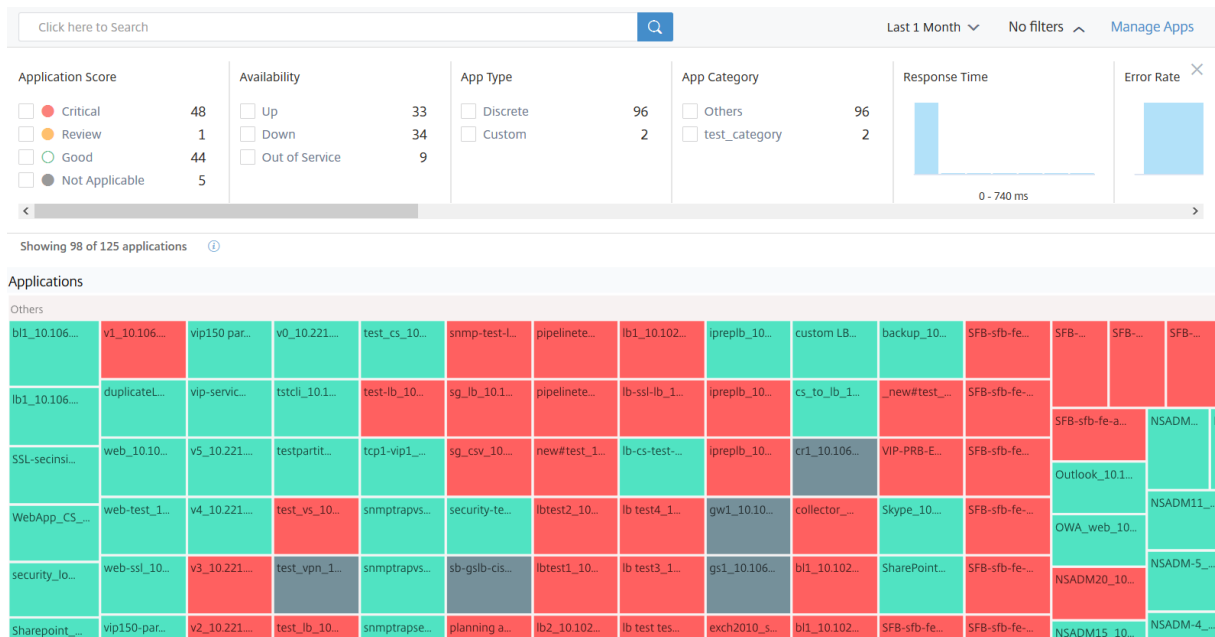 Click here to Search
Last 1 Month No filters Manage Apps
Application Score Availability App Type App Category Response Time Error Rate
Critical 48 Up 33 Discrete 96 Others 96
Review 1 Down 34 Custom 2 test_category 2
Good 44 Out of Service 9
Not Applicable 5
0 - 740 ms
Showing 98 of 125 applications
Applications
Others
bl1_10.106.... v1_10.106.... vip150 par... v0_10.221.... test_cs_10... snmp-test-l... pipelinete... lb1_10.102... ipreplb_10... custom LB... backup_10... SFB-sfb-fe... SFB-... SFB-... SFB-...
lb1_10.106.... duplicateL... vip-servic... tstcli_10.1... test-lb_10... sg_lb_10.1... pipelinete... lb-ssl-lb_1... ipreplb_10... cs_to_lb_1... _new#test_... SFB-sfb-fe-...
SFB-sfb-fe-a... NSADM...
SSL-secinsi... web_10.10... v5_10.221.... testpartit... tcp1-vip1_... sg_csv_10.... new#test_1... lb-cs-test-... ipreplb_10... cr1_10.106... VIP-PRB-E... SFB-sfb-fe...
Outlook_10.1...
WebApp_CS_... web-test_1... v4_10.221.... test_vs_10... snmptrapvs... security-te... lbtest2_10... lb test4_1... gw1_10.10... collector_... Skype_10.... SFB-sfb-fe-... NSADM11_...
OWA_web_10...
security_lo... web-ssl_10... v3_10.221.... test_vpn_1... snmptrapvs... sb-gslb-cis... lbtest1_10... lb test3_1... gs1_10.106... bl1_10.102... SharePoint... SFB-sfb-fe-... NSADM-5_...
NSADM20_10...
Sharepoint_... vip150-par... v2_10.221.... test_lb_10... snmptrapse... planning a... lb2_10.102... lb test tes... exch2010_s... bl1_10.102... SFB-sfb-fe... SFB-sfb-fe-... NSADM15_10... NSADM-4_...